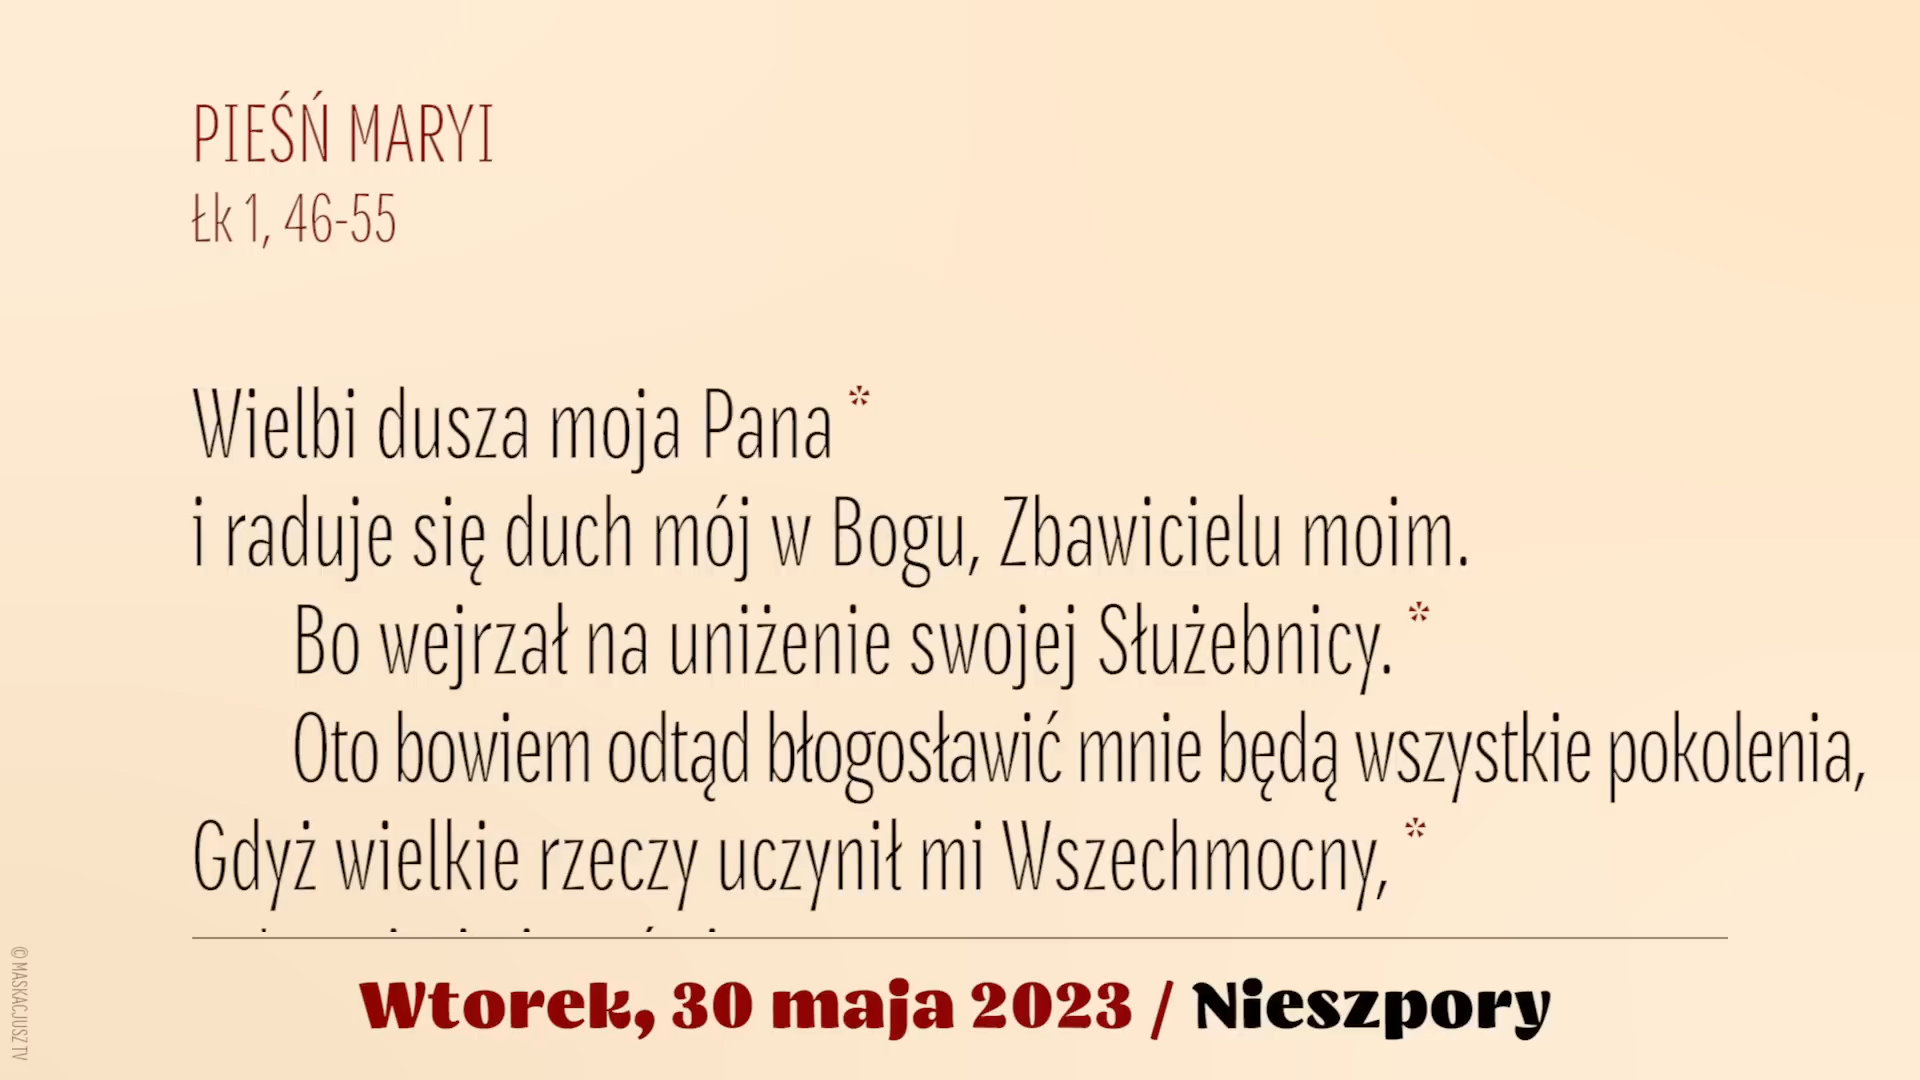 PIEŚŃ MARYI
Łk 1, 46-55
Wielbi dusza moja Pana *
i raduje się duch mój w Bogu, Zbawicielu moim.
Bo wejrzał na uniżenie swojej Służebnicy. *
Oto bowiem odtąd błogosławić mnie będą wszystkie pokolenia,
Gdyż wielkie rzeczy uczynił mi Wszechmocny, *
Wtorek, 30 maja 2023 / Nieszpory
© MASKACJUSZ TV